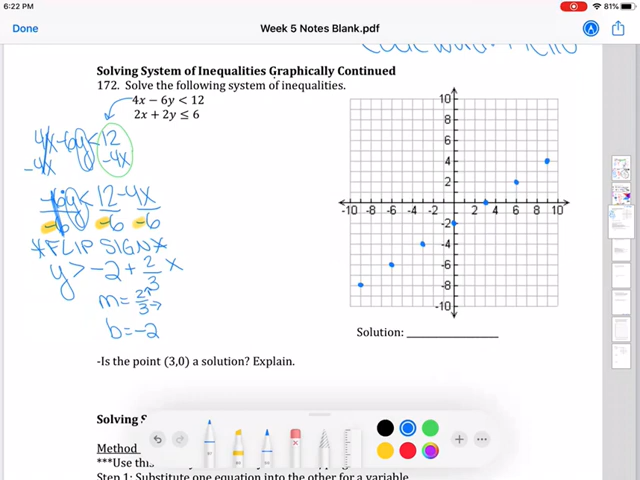 6:22 PM
81%
Done
Week 5 Notes Blank.pdf
Solving System of Inequalities Graphically Continued
172. Solve the following system of inequalities.
4x − 6y < 12
2x + 2y ≤ 6
4x-6y<12
-4x -4x
-6y<12-4x
-6 -6 -6
*FLIP SIGN*
y>-2+2/3x
m=2/3
b=-2
10
8
6
4
2
-10 -8 -6 -4 -2 2 4 6 8 10
-2
-4
-6
-8
-10
Solution:
-Is the point (3,0) a solution? Explain.
Solving S
Method
***Use this
Step 1: Substitute one equation into the other for a variable.